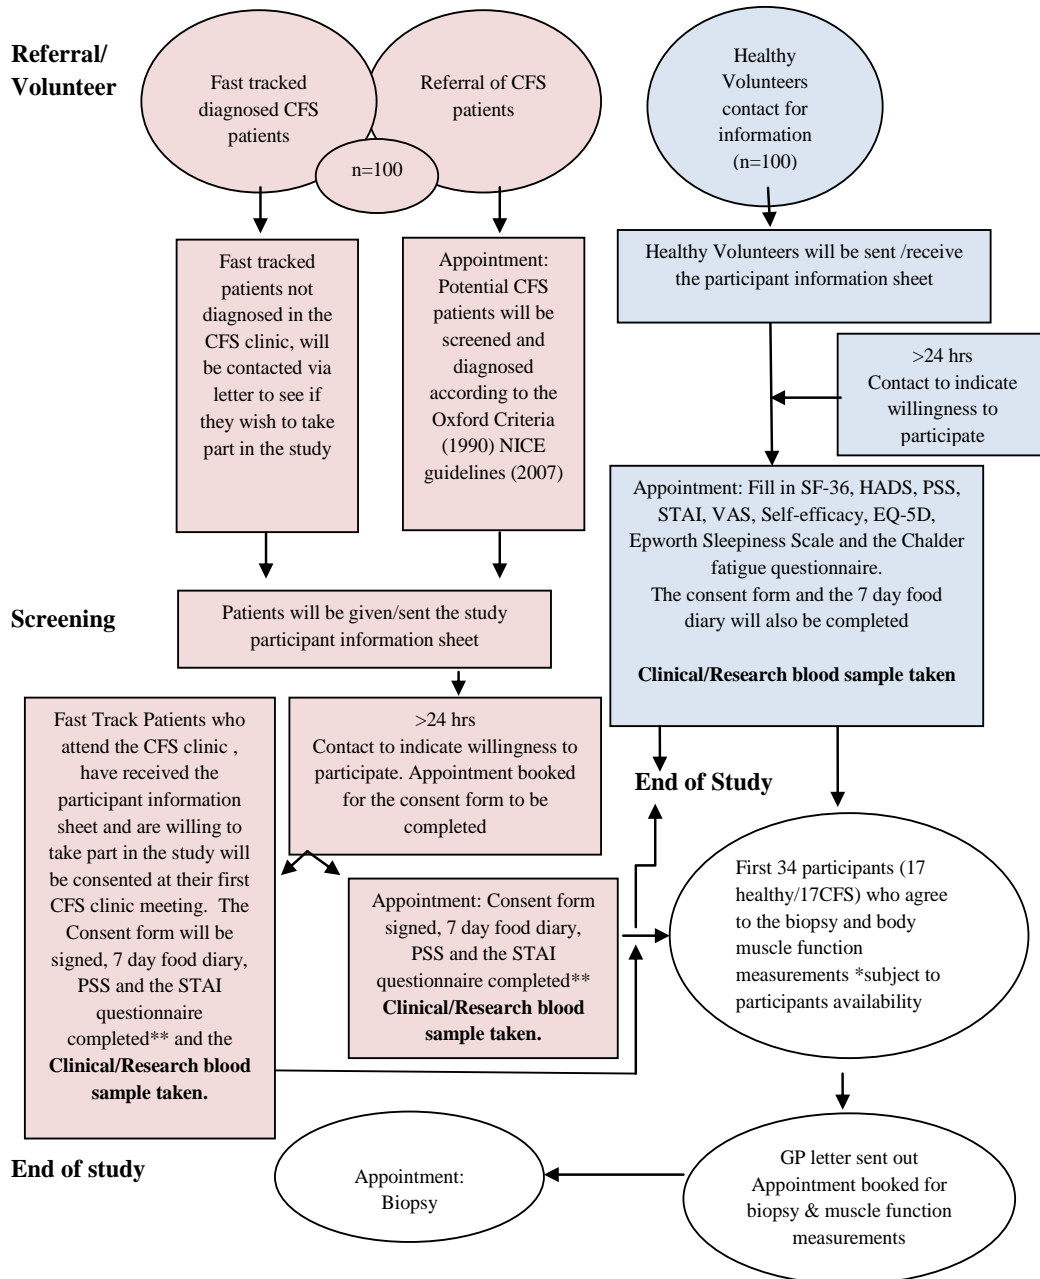 Referral/
Volunteer
Fast tracked
diagnosed CFS
patients
Referral of CFS
patients
n=100
Healthy
Volunteers
contact for
information
(n=100)
Fast tracked
patients not
diagnosed in the
CFS clinic, will
be contacted via
letter to see if
they wish to take
part in the study
Appointment:
Potential CFS
patients will be
screened and
diagnosed
according to the
Oxford Criteria
(1990) NICE
guidelines (2007)
Healthy Volunteers will be sent /receive
the participant information sheet
>24 hrs
Contact to indicate
willingness to
participate
Appointment: Fill in SF-36, HADS, PSS,
STAI, VAS, Self-efficacy, EQ-5D,
Epworth Sleepiness Scale and the Chalder
fatigue questionnaire.
The consent form and the 7 day food
diary will also be completed
Clinical/Research blood sample taken
Screening
Patients will be given/sent the study
participant information sheet
Fast Track Patients who
attend the CFS clinic ,
have received the
participant information
sheet and are willing to
take part in the study will
be consented at their first
CFS clinic meeting. The
Consent form will be
signed, 7 day food diary,
PSS and the STAI
questionnaire
completed** and the
Clinical/Research blood
sample taken.
>24 hrs
Contact to indicate willingness to
participate. Appointment booked
for the consent form to be
completed
End of Study
Appointment: Consent form
signed, 7 day food diary,
PSS and the STAI
questionnaire completed**
Clinical/Research blood
sample taken.
First 34 participants (17
healthy/17CFS) who agree
to the biopsy and body
muscle function
measurements *subject to
participants availability
End of study
Appointment:
Biopsy
GP letter sent out
Appointment booked for
biopsy & muscle function
measurements